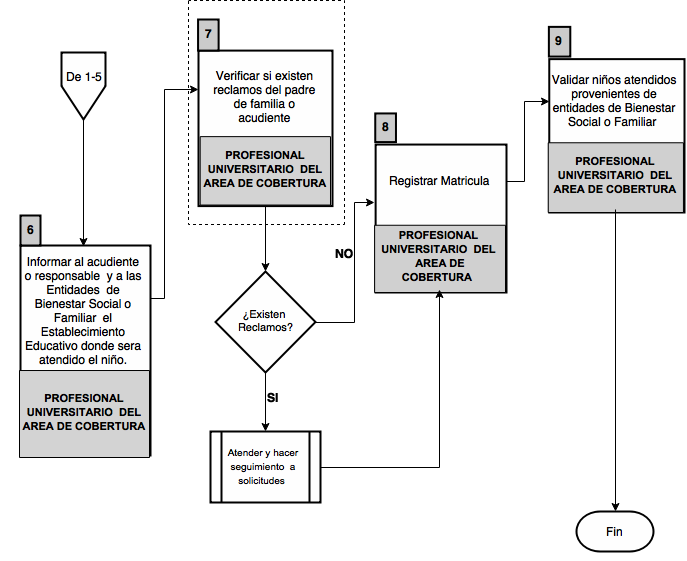 De 1-5
6
Informar al acudiente
o responsable y a las
Entidades de
Bienestar Social o
Familiar el
Establecimiento
Educativo donde sera
atendido el niño.
PROFESIONAL
UNIVERSITARIO DEL
AREA DE COBERTURA
7
Verificar si existen
reclamos del padre
de familia o
acudiente
PROFESIONAL
UNIVERSITARIO DEL
AREA DE COBERTURA
¿Existen
Reclamos?
NO
SI
Atender y hacer
seguimiento a
solicitudes
8
Registrar Matricula
PROFESIONAL
UNIVERSITARIO DEL
AREA DE
COBERTURA
9
Validar niños atendidos
provenientes de
entidades de Bienestar
Social o Familiar
PROFESIONAL
UNIVERSITARIO DEL
AREA DE COBERTURA
Fin